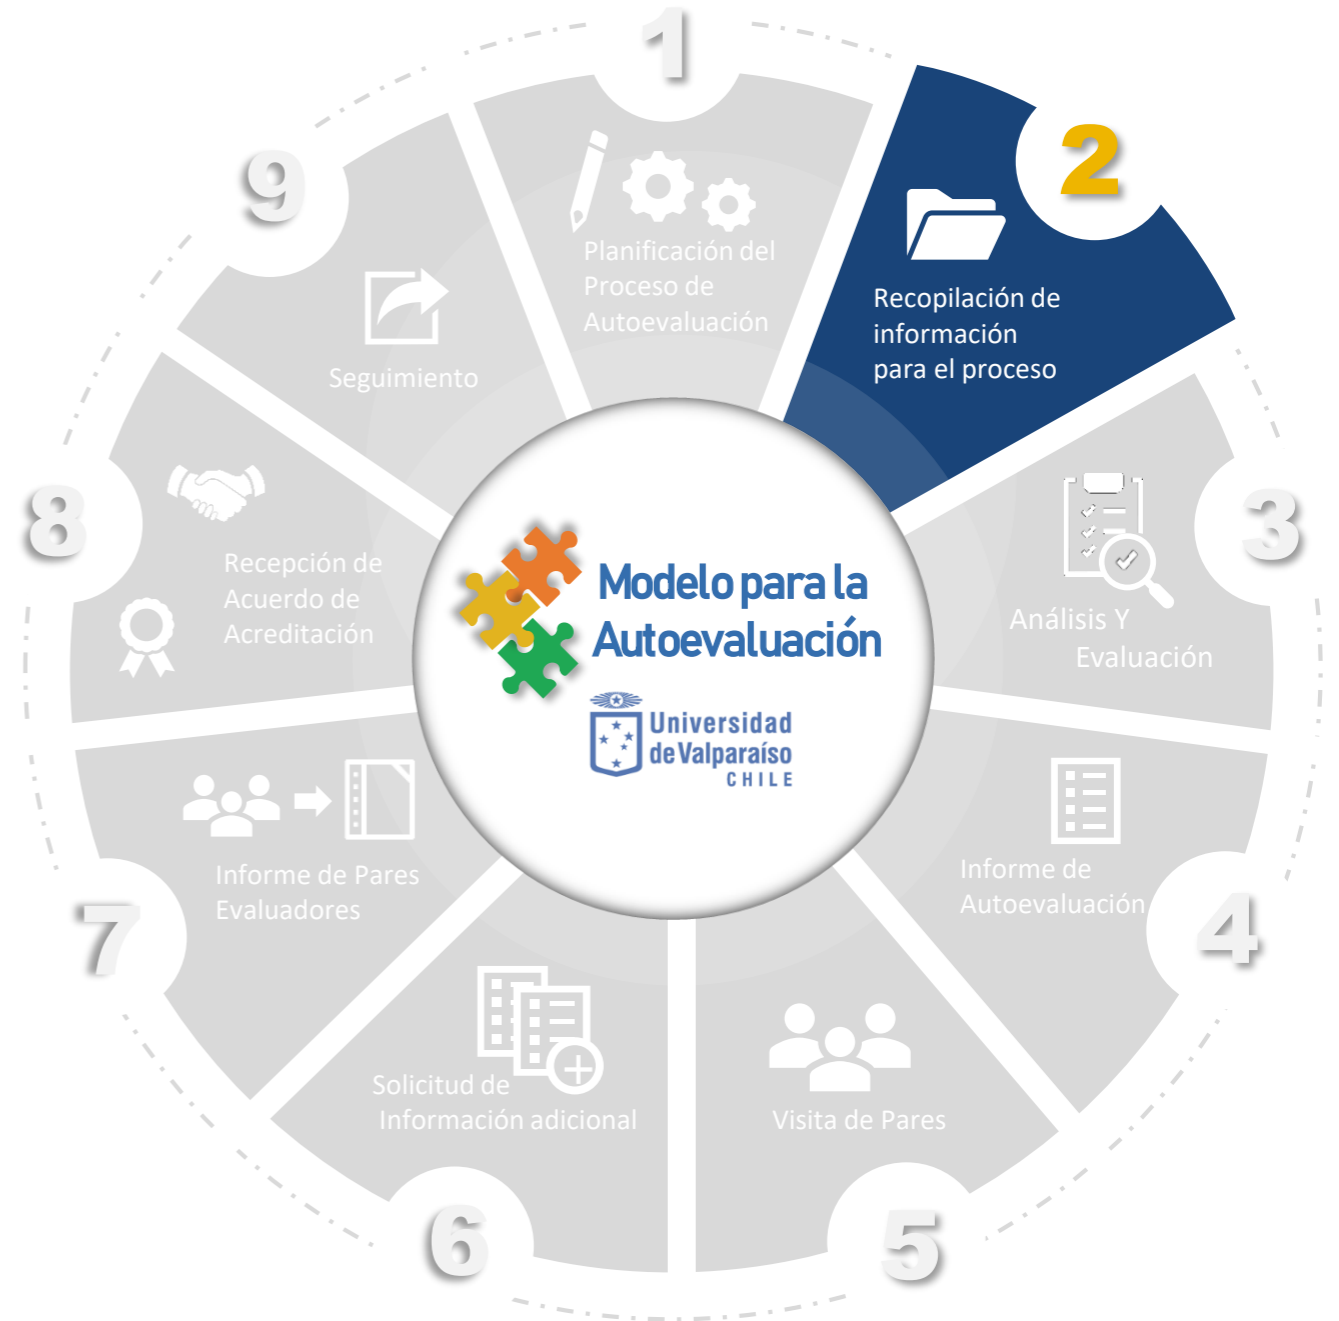 1
Planificación del
Proceso de
Autoevaluación
2
Recopilación de
información
para el proceso
3
Análisis Y
Evaluación
4
Informe de
Autoevaluación
5
Visita de Pares
6
Solicitud de
Información adicional
7
Informe de Pares
Evaluadores
8
Recepción de
Acuerdo de
Acreditación
9
Seguimiento
Modelo para la
Autoevaluación
Universidad
de Valparaíso
CHILE